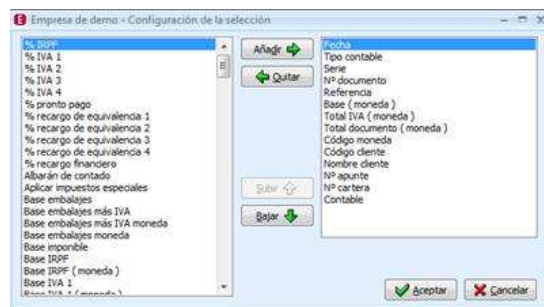 Empresa de demo - Configuración de la selección
% IRPF
% IVA 1
% IVA 2
% IVA 3
% IVA 4
% pronto pago
% recargo de equivalencia 1
% recargo de equivalencia 2
% recargo de equivalencia 3
% recargo de equivalencia 4
% recargo financiero
Albarán de contado
Aplicar impuestos especiales
Base embalajes
Base embalajes más IVA
Base embalajes más IVA moneda
Base embalajes moneda
Base imponible
Base IRPF
Base IRPF ( moneda )
Base IVA 1
Base IVA 1 ( moneda )
Añadir
Quitar
Subir
Bajar
Fecha
Tipo contable
Serie
Nº documento
Referencia
Base ( moneda )
Total IVA ( moneda )
Total documento ( moneda )
Código moneda
Código cliente
Nombre cliente
Nº apunte
Nº cartera
Contable
Aceptar
Cancelar